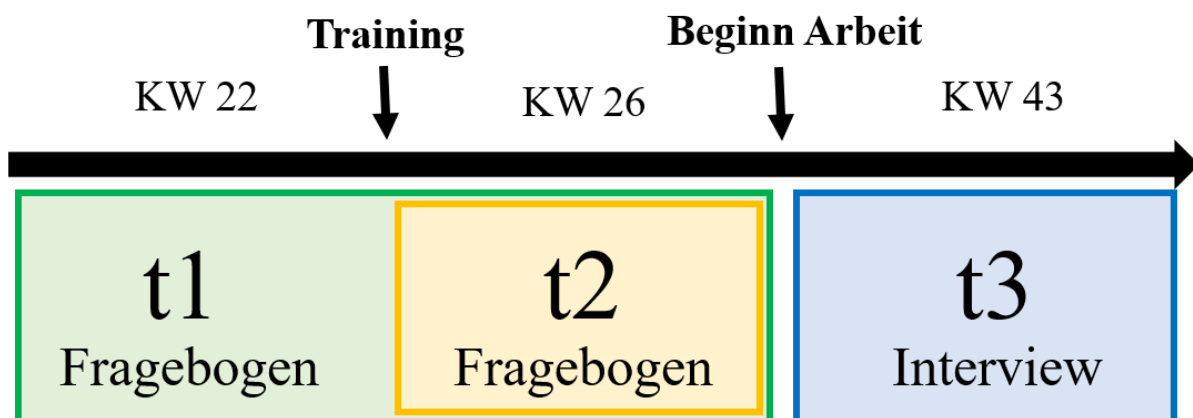 Training
Beginn Arbeit
KW 22
KW 26
KW 43
t1
Fragebogen
t2
Fragebogen
t3
Interview